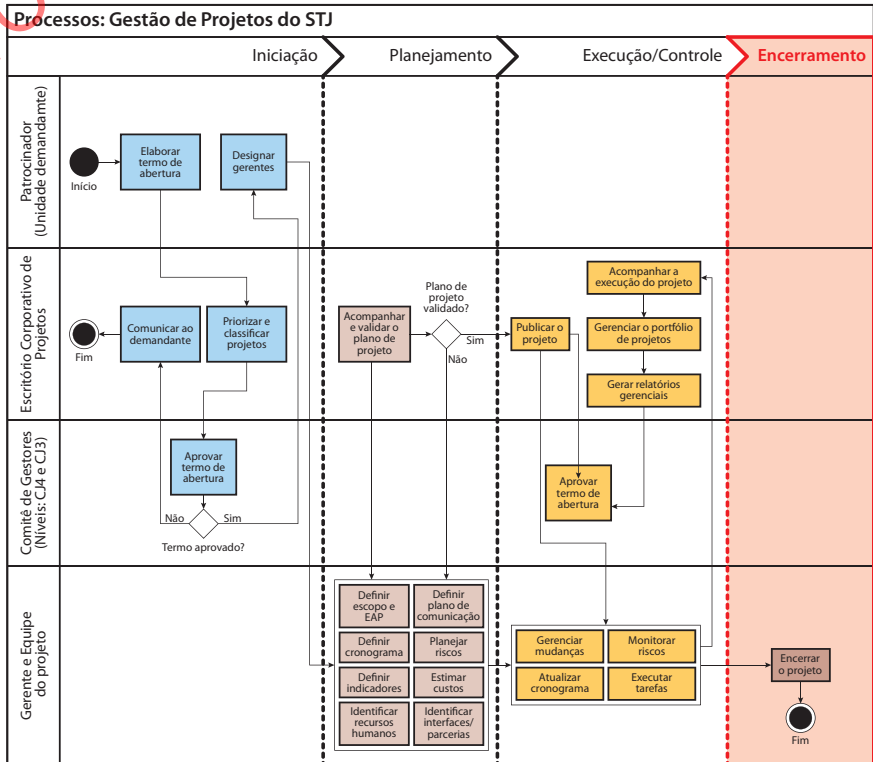 Processos: Gestão de Projetos do STJ
Iniciação
Planejamento
Execução/Controle
Encerramento
Patrocinador
(Unidade demandamte)
Início
Elaborar
termo de
abertura
Designar
gerentes
Escritório Corporativo de
Projetos
Fim
Comunicar ao
demandante
Priorizar e
classificar
projetos
Acompanhar
e validar o
plano de
projeto
Plano de
projeto
validado?
Sim
Não
Publicar o
projeto
Acompanhar a
execução do projeto
Gerenciar o portfólio
de projetos
Gerar relatórios
gerenciais
Comitê de Gestores
(Níveis: CJ4 e CJ3)
Aprovar
termo de
abertura
Não
Sim
Termo aprovado?
Aprovar
termo de
abertura
Gerente e Equipe
do projeto
Definir
escopo e
EAP
Definir
plano de
comunicação
Definir
cronograma
Planejar
riscos
Definir
indicadores
Estimar
custos
Identificar
recursos
humanos
Identificar
interfaces/
parcerias
Gerenciar
mudanças
Monitorar
riscos
Atualizar
cronograma
Executar
tarefas
Encerrar
o projeto
Fim